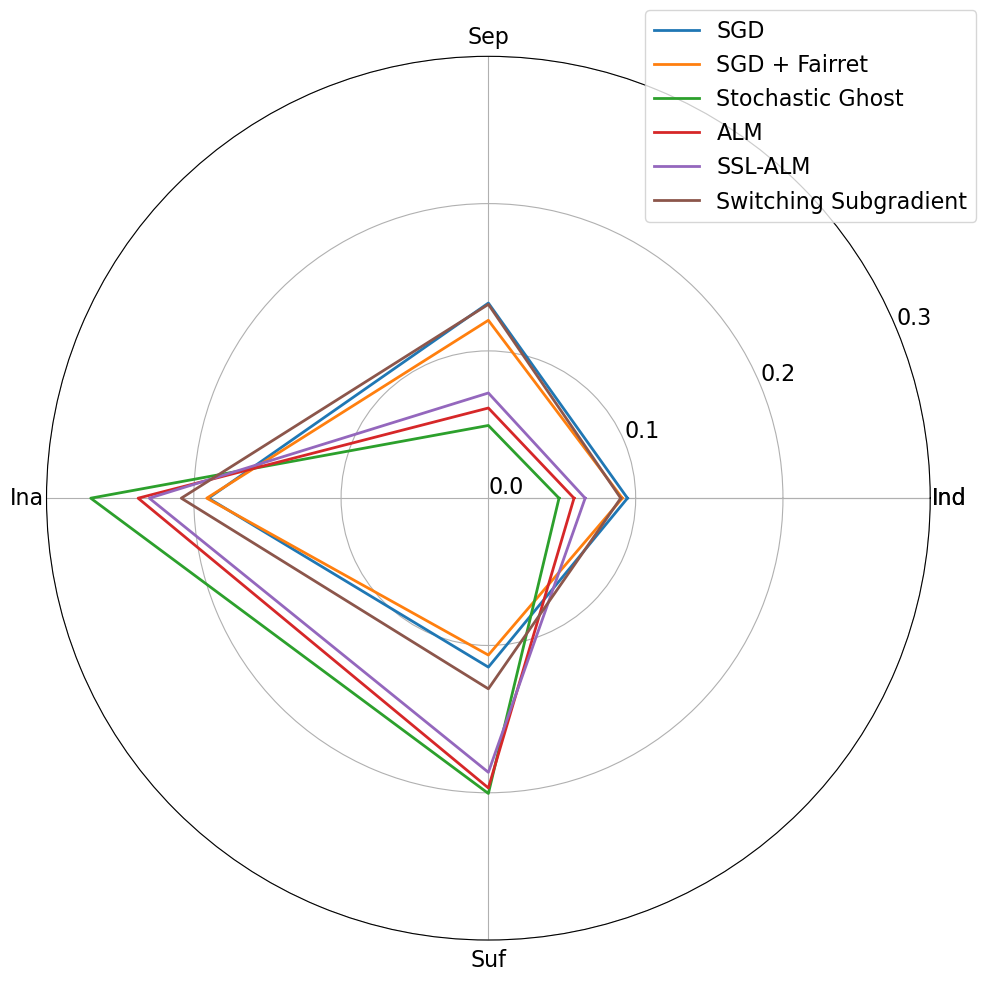 Sep
SGD
SGD + Fairret
Stochastic Ghost
ALM
SSL-ALM
Switching Subgradient
0.3
0.2
0.1
0.0
Ina
Ind
Suf